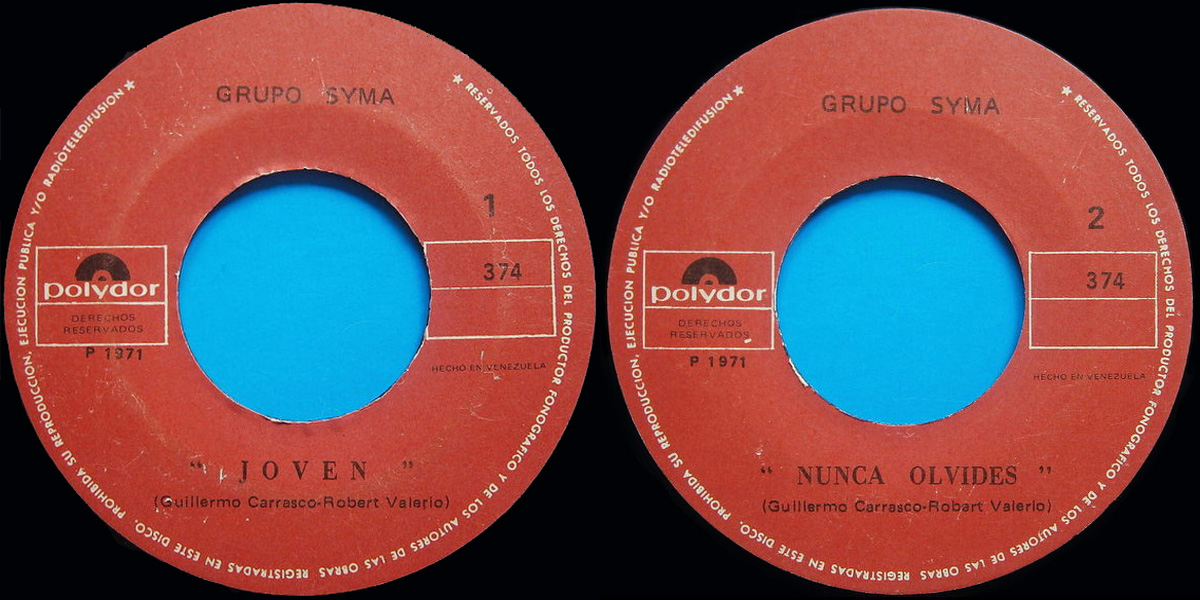 GRUPO SYMA
★ RESERVADOS TODOS LOS DERECHOS DEL PRODUCTOR FONOGRAFICO Y DE LOS AUTORES DE LAS OBRAS REGISTRADAS EN ESTE DISCO. PROHIBIDA SU REPRODUCCION, EJECUCION PUBLICA Y/O RADIOTELEDIFUSION ★
1
374
polydor
DERECHOS
RESERVADOS
P 1971
HECHO EN VENEZUELA
“ JOVEN ”
(Guillermo Carrasco-Robert Valerio)
GRUPO SYMA
★ RESERVADOS TODOS LOS DERECHOS DEL PRODUCTOR FONOGRAFICO Y DE LOS AUTORES DE LAS OBRAS REGISTRADAS EN ESTE DISCO. PROHIBIDA SU REPRODUCCION, EJECUCION PUBLICA Y/O RADIOTELEDIFUSION ★
2
374
polydor
DERECHOS
RESERVADOS
P 1971
HECHO EN VENEZUELA
“ NUNCA OLVIDES ”
(Guillermo Carrasco-Robert Valerio)